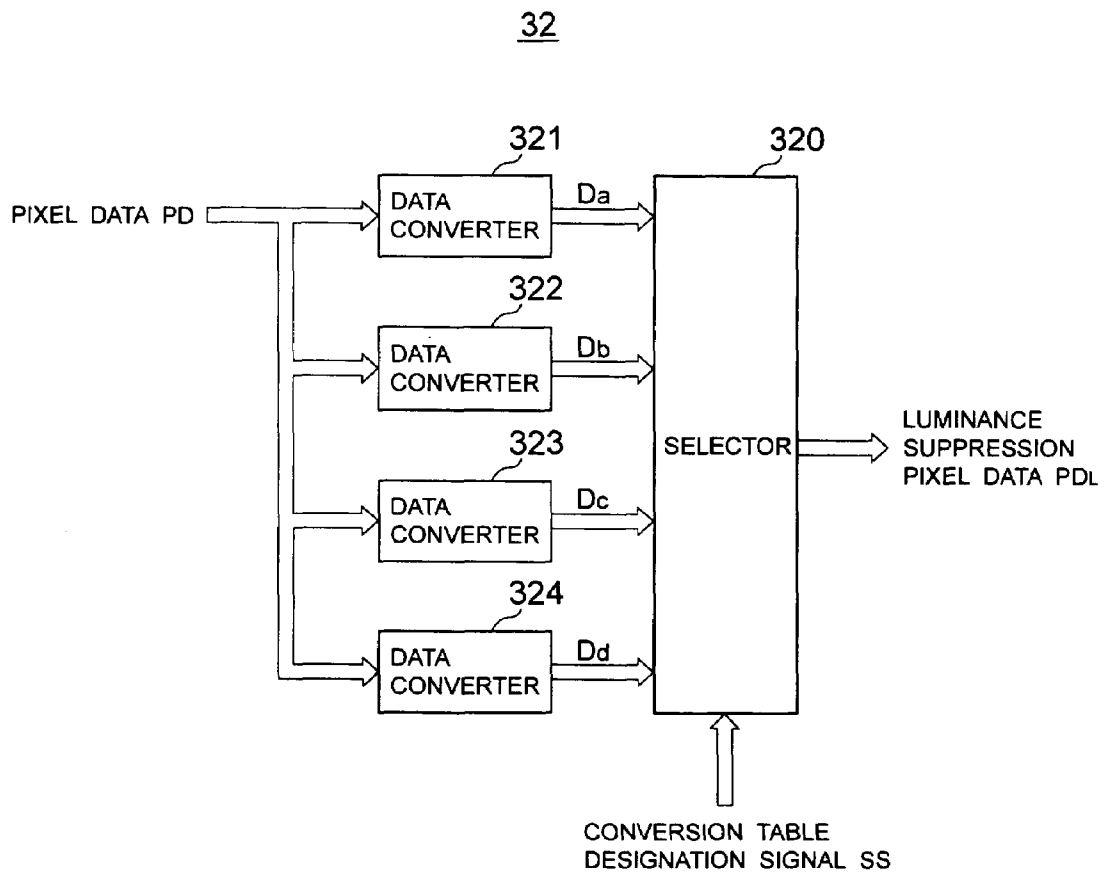 32
321
320
PIXEL DATA PD
DATA
CONVERTER
Da
322
DATA
CONVERTER
Db
323
DATA
CONVERTER
Dc
SELECTOR
LUMINANCE
SUPPRESSION
PIXEL DATA PDL
324
DATA
CONVERTER
Dd
CONVERSION TABLE
DESIGNATION SIGNAL SS